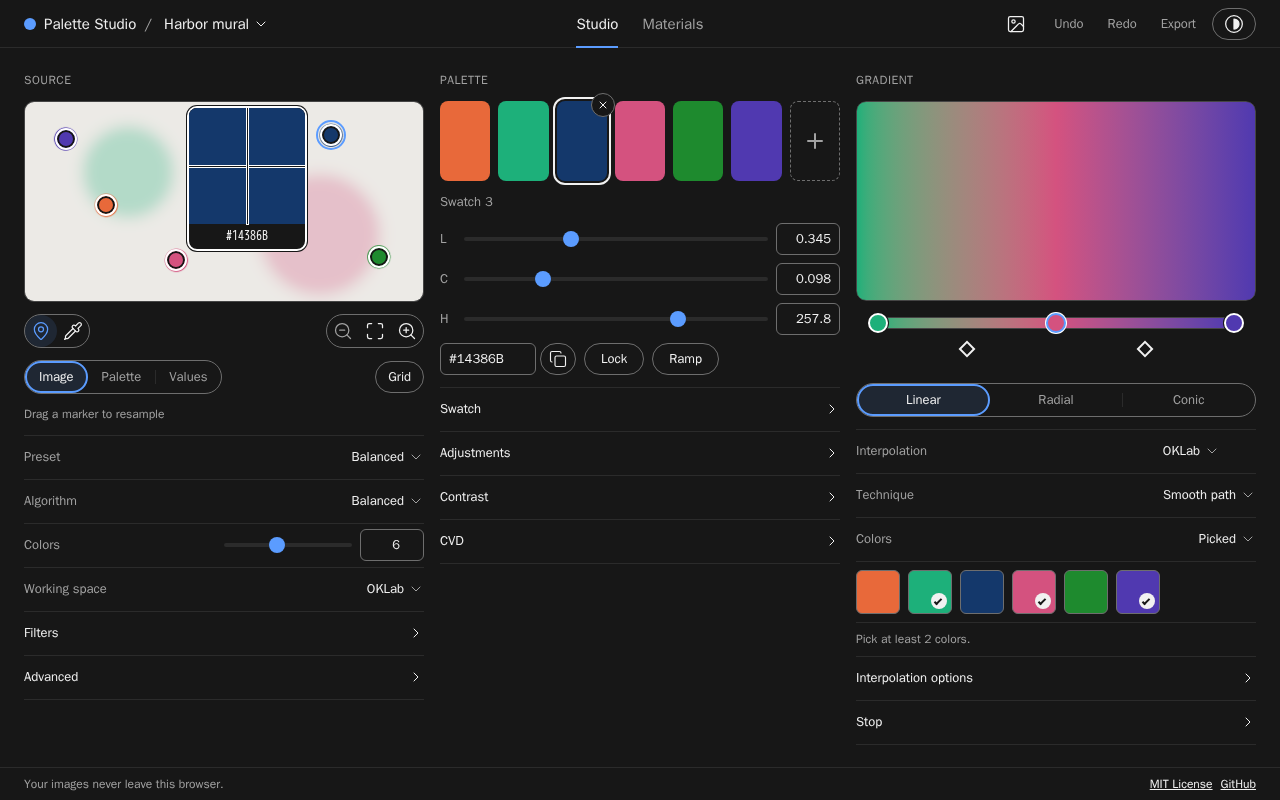 Palette Studio / Harbor mural
Studio
Materials
Undo
Redo
Export
SOURCE
#14386B
Image
Palette
Values
Grid
Drag a marker to resample
Preset
Balanced
Algorithm
Balanced
Colors
6
Working space
OKLab
Filters
Advanced
PALETTE
Swatch 3
L
0.345
C
0.098
H
257.8
#14386B
Lock
Ramp
Swatch
Adjustments
Contrast
CVD
GRADIENT
Linear
Radial
Conic
Interpolation
OKLab
Technique
Smooth path
Colors
Picked
Pick at least 2 colors.
Interpolation options
Stop
Your images never leave this browser.
MIT License
GitHub